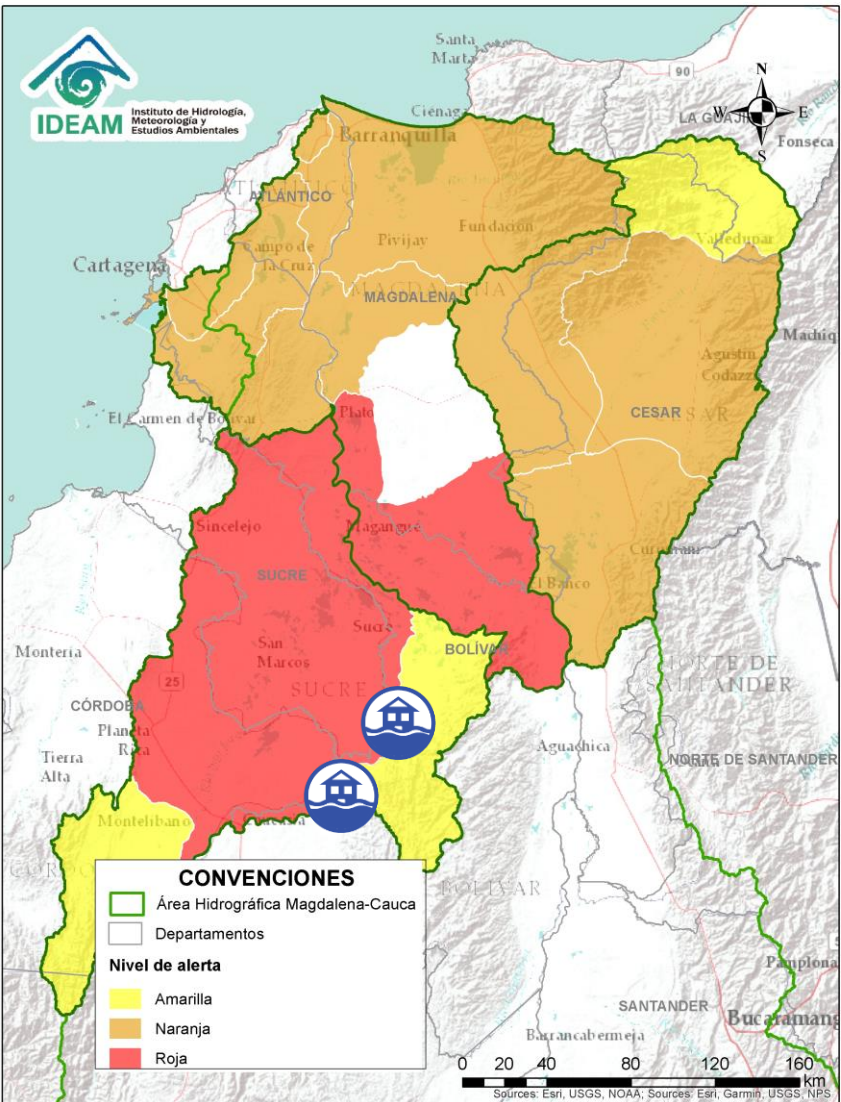 IDEAM
Instituto de Hidrología,
Meteorología y
Estudios Ambientales
Santa
Marta
90
N
W
E
S
Ciénaga
LA GUAJIRA
Fonseca
Barranquilla
ATLÁNTICO
ATLÁNTICO
Fundación
Pivijay
Valledupar
Campo de
la Cruz
Cartagena
MAGDALENA
MAGDALENA
Agustín
Codazzi
CESAR
CESAR
El Carmen de Bolívar
Plato
Sincelejo
Magangué
SUCRE
El Banco
Sucre
San
Marcos
SUCRE
BOLÍVAR
Montería
25
CÓRDOBA
Planeta
Rica
Tierra
Alta
NORTE DE
SANTANDER
Aguachica
NORTE DE SANTANDER
Montelíbano
BOLÍVAR
CONVENCIONES
Área Hidrográfica Magdalena-Cauca
Departamentos
Nivel de alerta
Amarilla
Naranja
Roja
Pamplona
SANTANDER
Bucaramang
Barrancabermeja
0 20 40 80 120 160
km
Sources: Esri, USGS, NOAA; Sources: Esri, Garmin, USGS, NPS